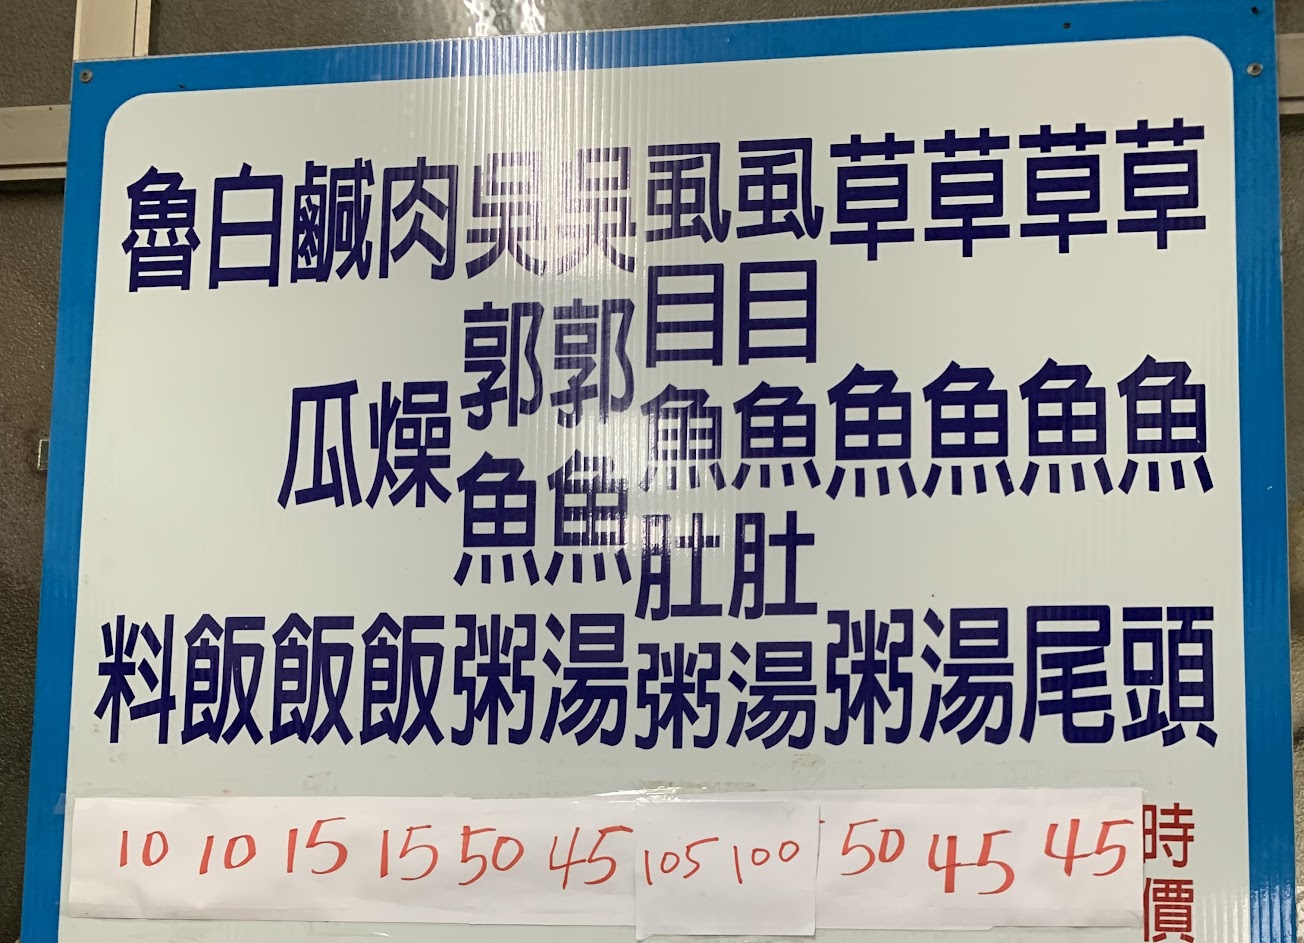 草魚頭 時價
草魚尾 45
草魚湯 45
草魚粥 50
虱目魚肚湯 100
虱目魚肚粥 105
吳郭魚湯 45
吳郭魚粥 50
肉燥飯 15
鹹瓜飯 15
白飯 10
魯料 10